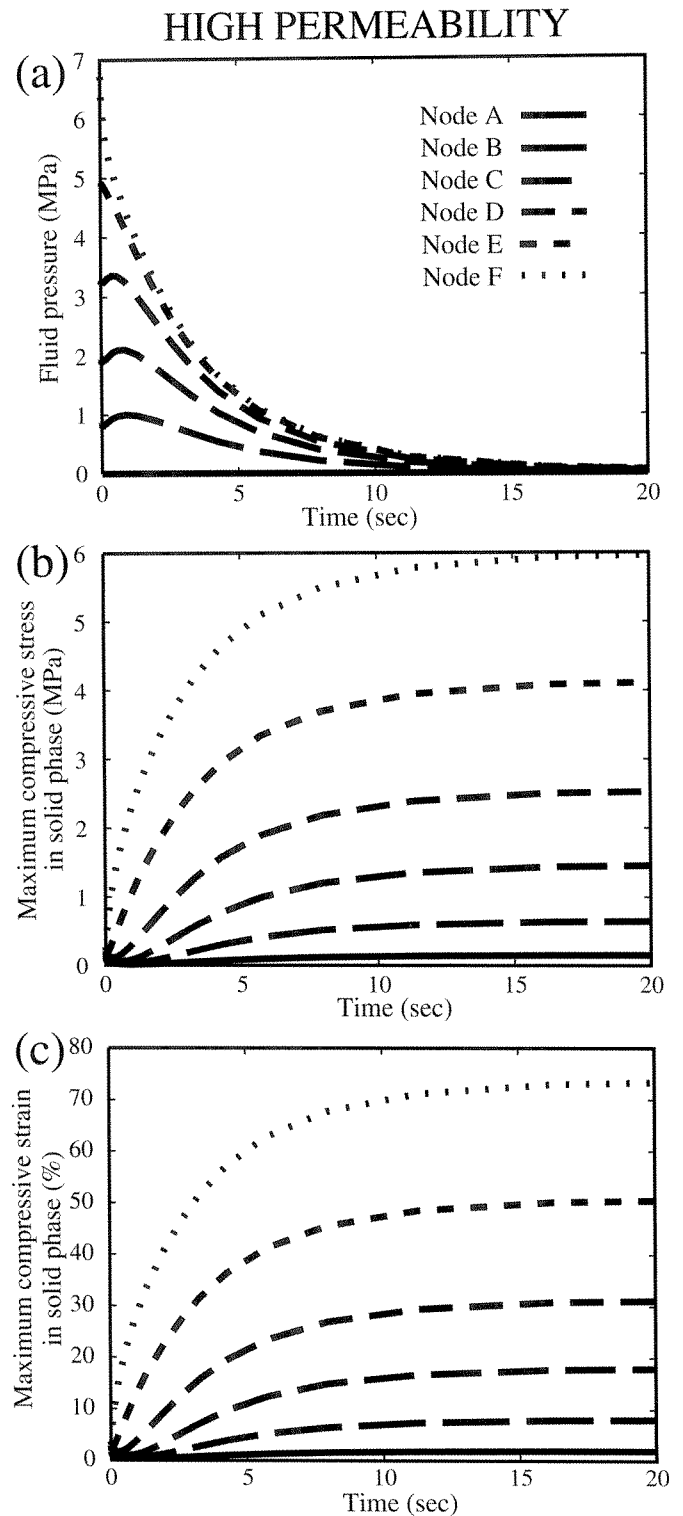 HIGH PERMEABILITY
(a)
7
6
5
4
3
2
1
0
Fluid pressure (MPa)
Node A
Node B
Node C
Node D
Node E
Node F
0 5 10 15 20
Time (sec)
(b)
6
5
4
3
2
1
0
Maximum compressive stress
in solid phase (MPa)
0 5 10 15 20
Time (sec)
(c)
80
70
60
50
40
30
20
10
0
Maximum compressive strain
in solid phase (%)
0 5 10 15 20
Time (sec)